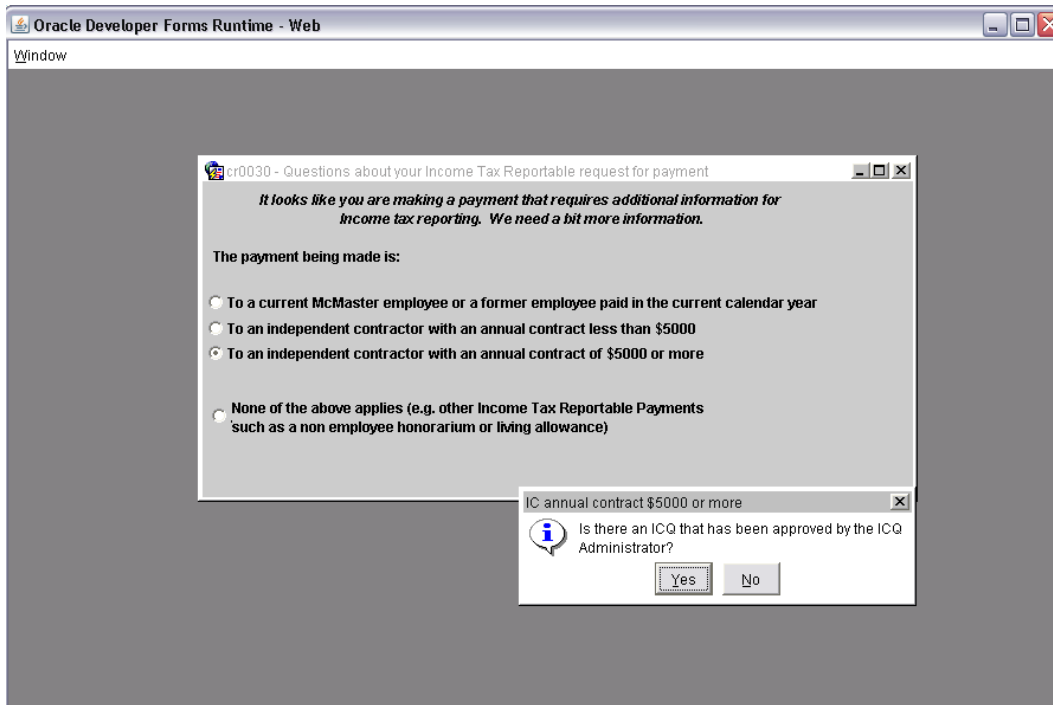 Oracle Developer Forms Runtime - Web
Window
cr0030 - Questions about your Income Tax Reportable request for payment
It looks like you are making a payment that requires additional information for
Income tax reporting. We need a bit more information.
The payment being made is:
To a current McMaster employee or a former employee paid in the current calendar year
To an independent contractor with an annual contract less than $5000
To an independent contractor with an annual contract of $5000 or more
None of the above applies (e.g. other Income Tax Reportable Payments
such as a non employee honorarium or living allowance)
IC annual contract $5000 or more
Is there an ICQ that has been approved by the ICQ
Administrator?
Yes No